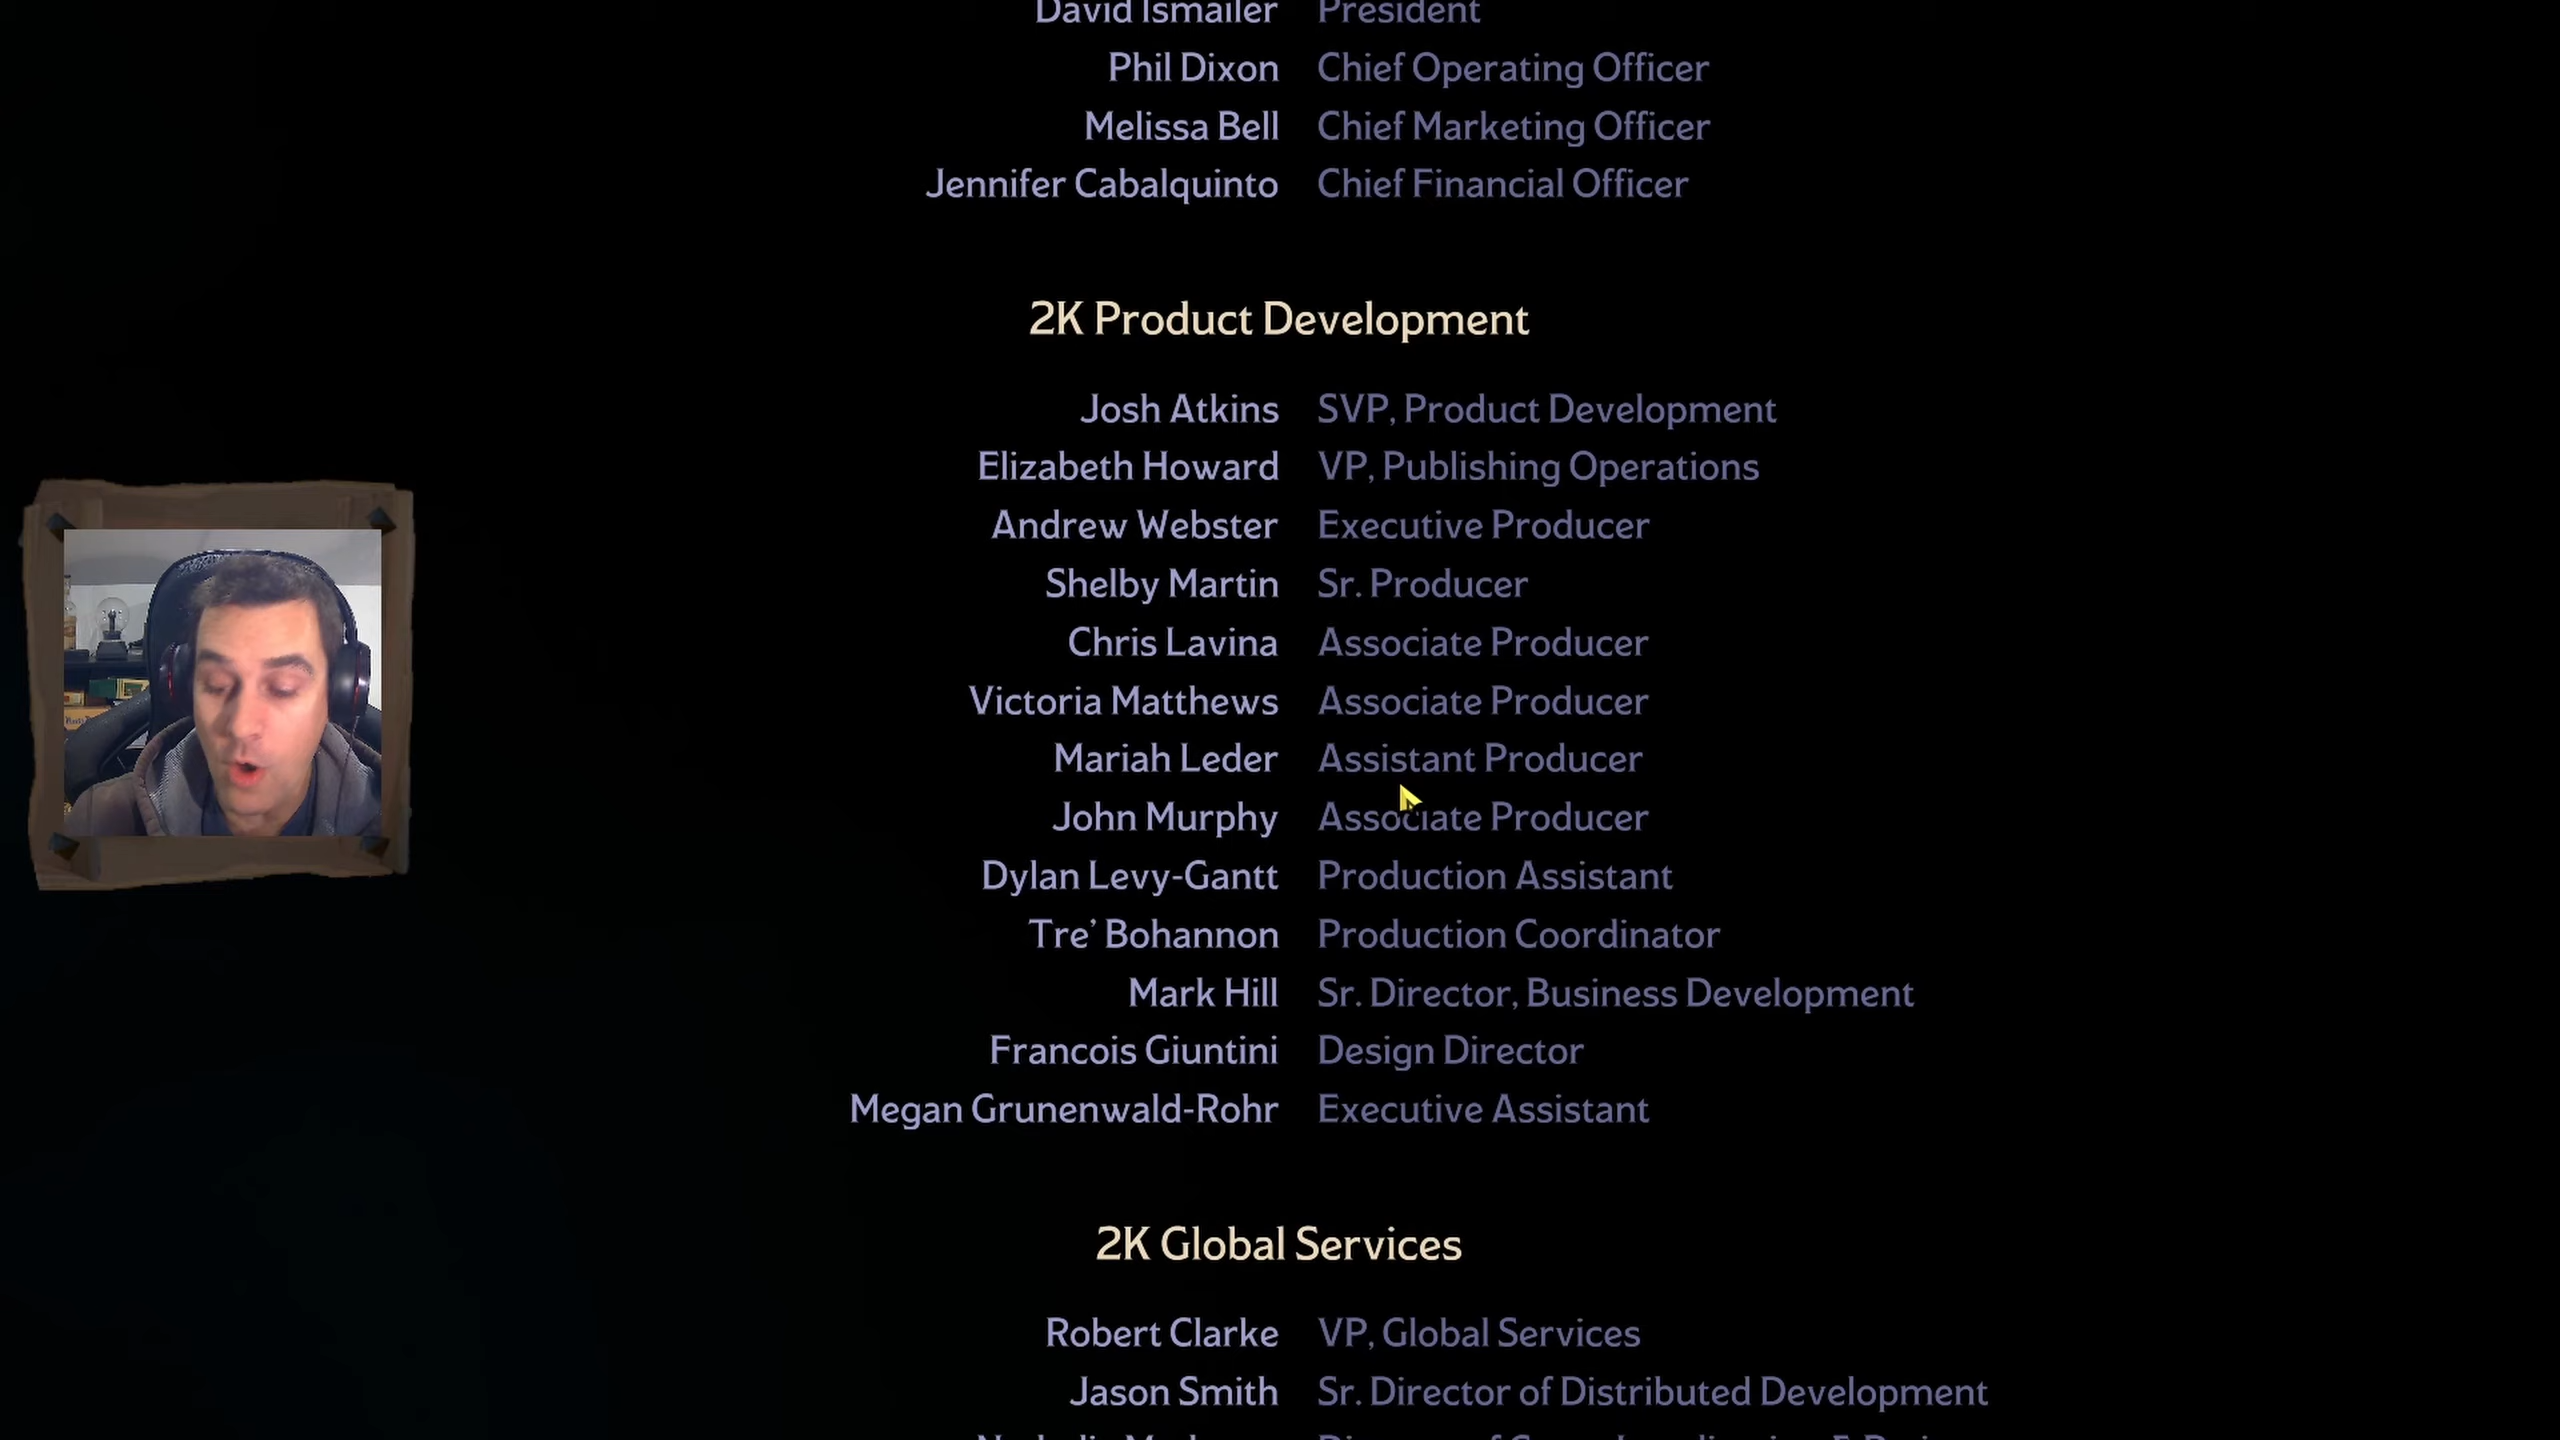 David Ismailer President
Phil Dixon Chief Operating Officer
Melissa Bell Chief Marketing Officer
Jennifer Cabalquinto Chief Financial Officer
2K Product Development
Josh Atkins SVP, Product Development
Elizabeth Howard VP, Publishing Operations
Andrew Webster Executive Producer
Shelby Martin Sr. Producer
Chris Lavina Associate Producer
Victoria Matthews Associate Producer
Mariah Leder Assistant Producer
John Murphy Associate Producer
Dylan Levy-Gantt Production Assistant
Tre' Bohannon Production Coordinator
Mark Hill Sr. Director, Business Development
Francois Giuntini Design Director
Megan Grunenwald-Rohr Executive Assistant
2K Global Services
Robert Clarke VP, Global Services
Jason Smith Sr. Director of Distributed Development